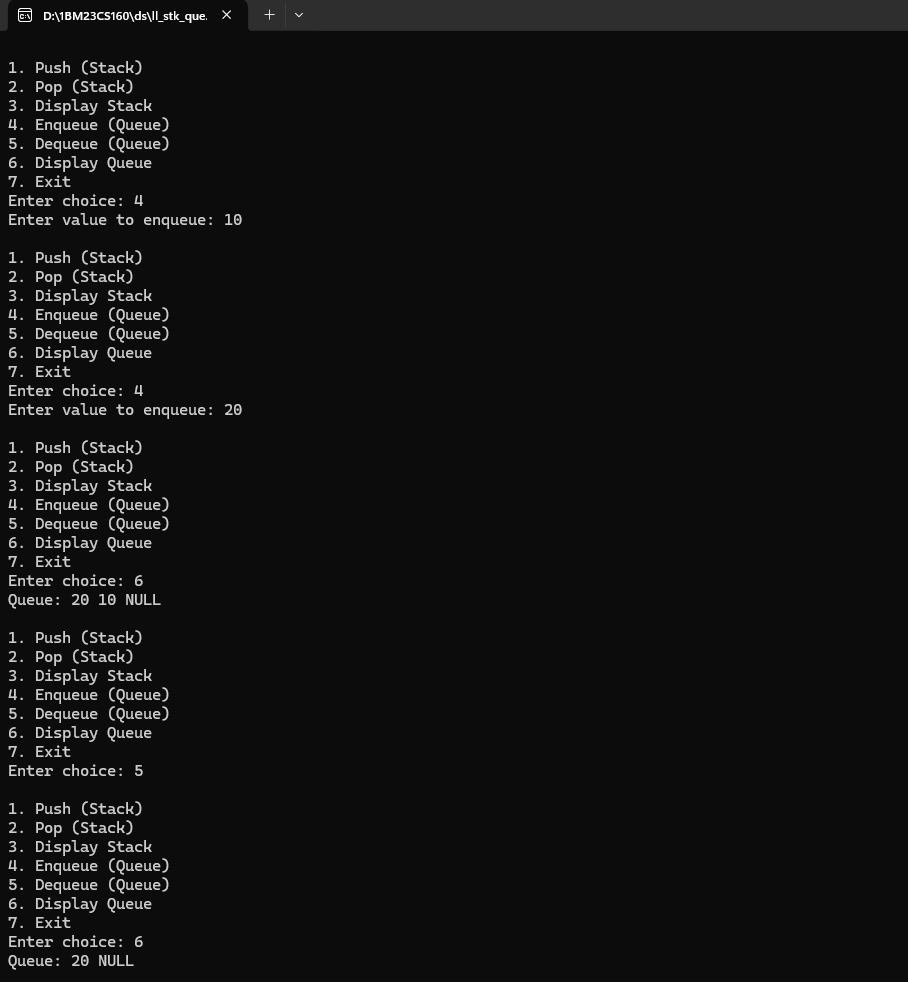 D:\1BM23CS160\ds\ll_stk_que.
1. Push (Stack)
2. Pop (Stack)
3. Display Stack
4. Enqueue (Queue)
5. Dequeue (Queue)
6. Display Queue
7. Exit
Enter choice: 4
Enter value to enqueue: 10
1. Push (Stack)
2. Pop (Stack)
3. Display Stack
4. Enqueue (Queue)
5. Dequeue (Queue)
6. Display Queue
7. Exit
Enter choice: 4
Enter value to enqueue: 20
1. Push (Stack)
2. Pop (Stack)
3. Display Stack
4. Enqueue (Queue)
5. Dequeue (Queue)
6. Display Queue
7. Exit
Enter choice: 6
Queue: 20 10 NULL
1. Push (Stack)
2. Pop (Stack)
3. Display Stack
4. Enqueue (Queue)
5. Dequeue (Queue)
6. Display Queue
7. Exit
Enter choice: 5
1. Push (Stack)
2. Pop (Stack)
3. Display Stack
4. Enqueue (Queue)
5. Dequeue (Queue)
6. Display Queue
7. Exit
Enter choice: 6
Queue: 20 NULL